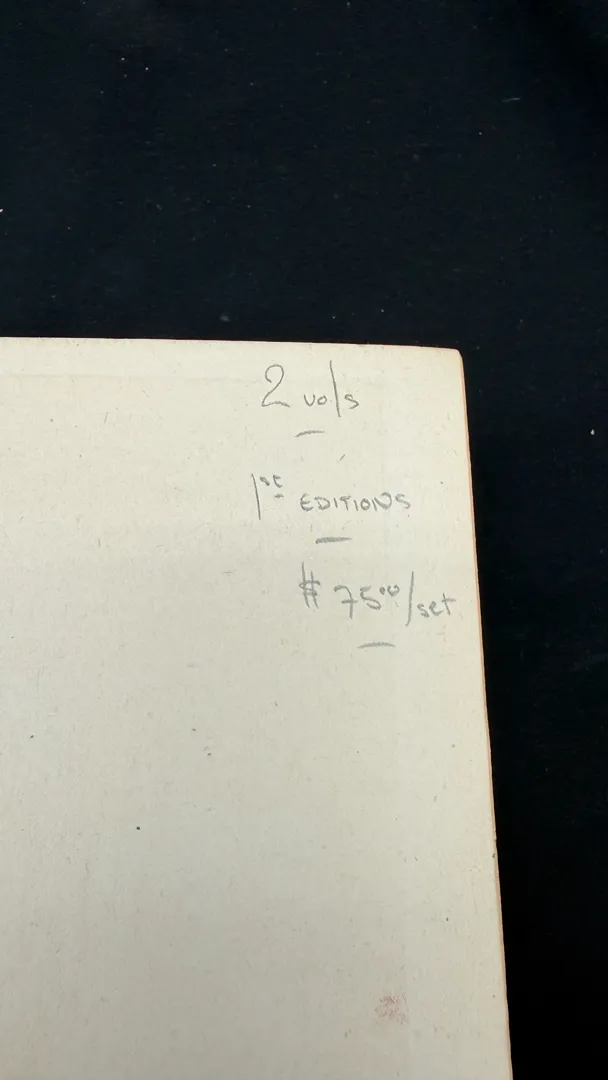 2 vols
1st EDITIONS
$ 75.00/set